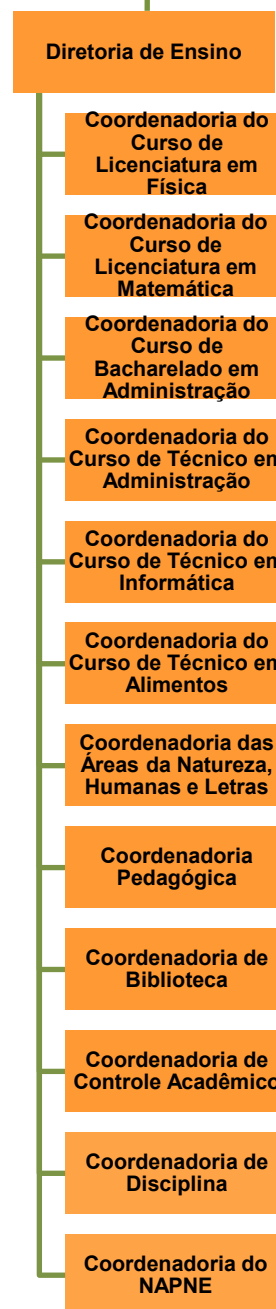 Diretoria de Ensino
Coordenadoria do
Curso de
Licenciatura em
Física
Coordenadoria do
Curso de
Licenciatura em
Matemática
Coordenadoria do
Curso de
Bacharelado em
Administração
Coordenadoria do
Curso de Técnico em
Administração
Coordenadoria do
Curso de Técnico em
Informática
Coordenadoria do
Curso de Técnico em
Alimentos
Coordenadoria das
Áreas da Natureza,
Humanas e Letras
Coordenadoria
Pedagógica
Coordenadoria de
Biblioteca
Coordenadoria de
Controle Acadêmico
Coordenadoria de
Disciplina
Coordenadoria do
NAPNE